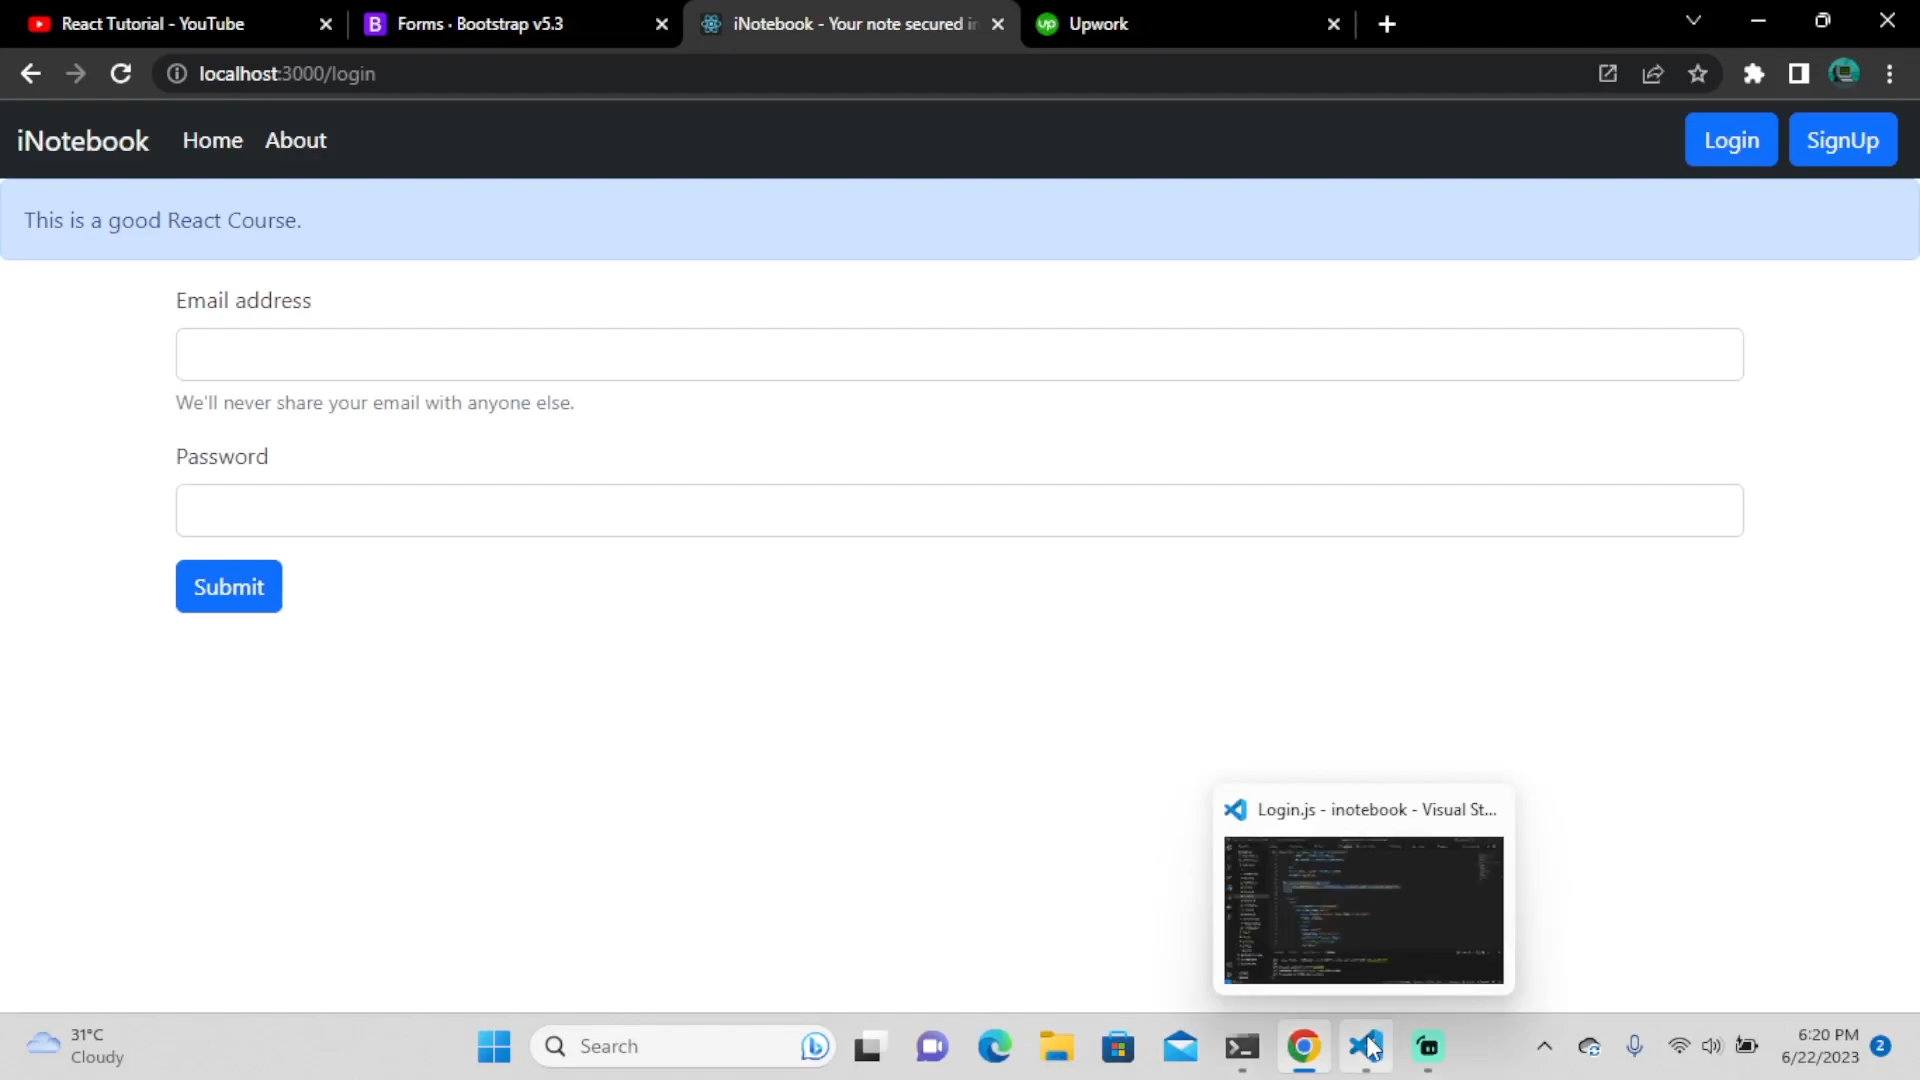 React Tutorial - YouTube
Forms · Bootstrap v5.3
iNotebook - Your note secured in
Upwork
localhost:3000/login
iNotebook
Home
About
Login
SignUp
This is a good React Course.
Email address
We'll never share your email with anyone else.
Password
Submit
Login.js - inotebook - Visual St...
31°C
Cloudy
Search
6:20 PM
6/22/2023
2